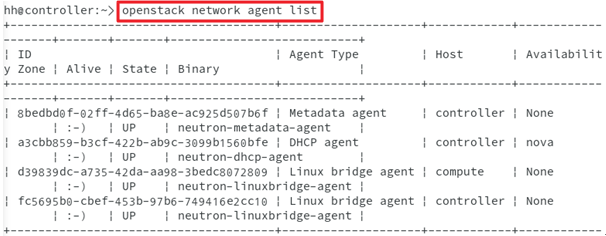 hh@controller:~> openstack network agent list
+--------------------------------------+--------------------+------------+----------
-------+-------+-------+---------------------------+
| ID                                   | Agent Type         | Host       | Availabilit
y Zone | Alive | State | Binary                    |
+--------------------------------------+--------------------+------------+----------
-------+-------+-------+---------------------------+
| 8bedbd0f-02ff-4d65-ba8e-ac925d507b6f | Metadata agent     | controller | None
       | :-)   | UP    | neutron-metadata-agent    |
| a3cbb859-b3cf-422b-ab9c-3099b1560bfe | DHCP agent         | controller | nova
       | :-)   | UP    | neutron-dhcp-agent        |
| d39839dc-a735-42da-aa98-3bedc8072809 | Linux bridge agent | compute    | None
       | :-)   | UP    | neutron-linuxbridge-agent |
| fc5695b0-cbef-453b-97b6-749416e2cc10 | Linux bridge agent | controller | None
       | :-)   | UP    | neutron-linuxbridge-agent |
+--------------------------------------+--------------------+------------+----------
-------+-------+-------+---------------------------+